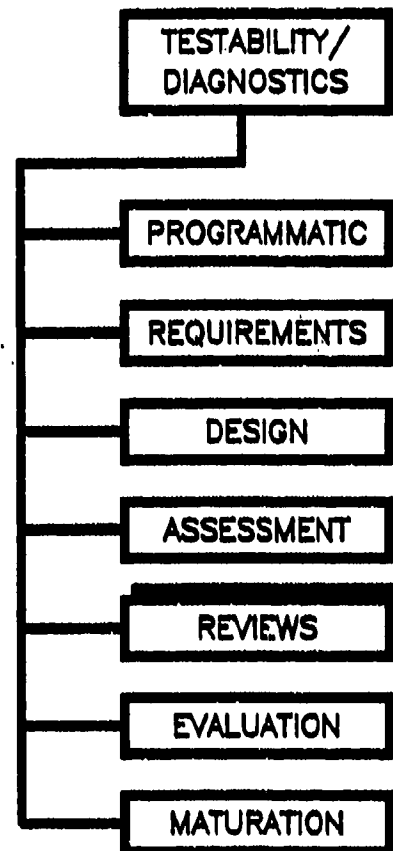 TESTABILITY/
DIAGNOSTICS
PROGRAMMATIC
REQUIREMENTS
DESIGN
ASSESSMENT
REVIEWS
EVALUATION
MATURATION